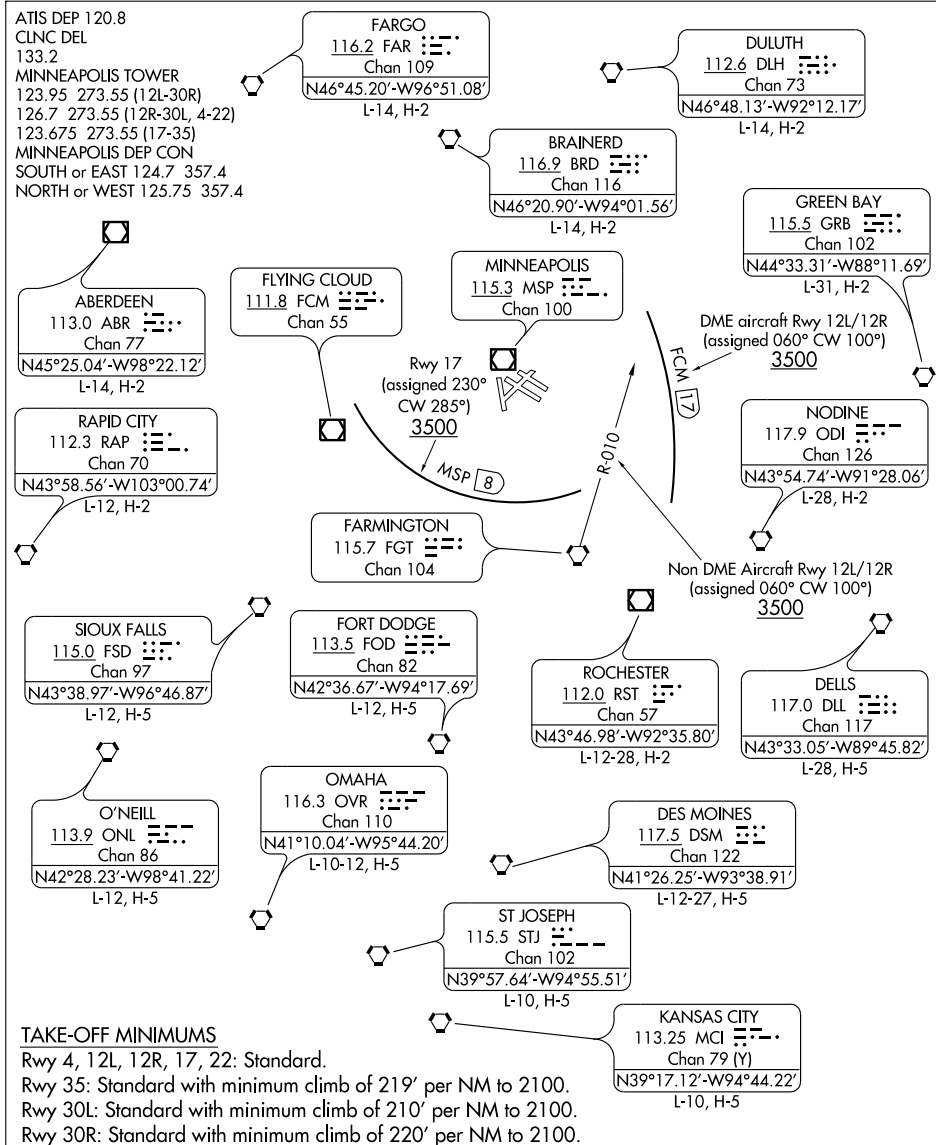 ATIS DEP 120.8
CLNC DEL
133.2
MINNEAPOLIS TOWER
123.95 273.55 (12L-30R)
126.7 273.55 (12R-30L, 4-22)
123.675 273.55 (17-35)
MINNEAPOLIS DEP CON
SOUTH or EAST 124.7 357.4
NORTH or WEST 125.75 357.4
FARGO
116.2 FAR
Chan 109
N46°45.20′-W96°51.08′
L-14, H-2
DULUTH
112.6 DLH
Chan 73
N46°48.13′-W92°12.17′
L-14, H-2
BRAINERD
116.9 BRD
Chan 116
N46°20.90′-W94°01.56′
L-14, H-2
GREEN BAY
115.5 GRB
Chan 102
N44°33.31′-W88°11.69′
L-31, H-2
ABERDEEN
113.0 ABR
Chan 77
N45°25.04′-W98°22.12′
L-14, H-2
FLYING CLOUD
111.8 FCM
Chan 55
MINNEAPOLIS
115.3 MSP
Chan 100
DME aircraft Rwy 12L/12R
(assigned 060° CW 100°)
3500
FCM 17
Rwy 17
(assigned 230°
CW 285°)
3500
MSP 8
RAPID CITY
112.3 RAP
Chan 70
N43°58.56′-W103°00.74′
L-12, H-2
NODINE
117.9 ODI
Chan 126
N43°54.74′-W91°28.06′
L-28, H-2
R-010
FARMINGTON
115.7 FGT
Chan 104
Non DME Aircraft Rwy 12L/12R
(assigned 060° CW 100°)
3500
SIOUX FALLS
115.0 FSD
Chan 97
N43°38.97′-W96°46.87′
L-12, H-5
FORT DODGE
113.5 FOD
Chan 82
N42°36.67′-W94°17.69′
L-12, H-5
ROCHESTER
112.0 RST
Chan 57
N43°46.98′-W92°35.80′
L-12-28, H-2
DELLS
117.0 DLL
Chan 117
N43°33.05′-W89°45.82′
L-28, H-5
O'NEILL
113.9 ONL
Chan 86
N42°28.23′-W98°41.22′
L-12, H-5
OMAHA
116.3 OVR
Chan 110
N41°10.04′-W95°44.20′
L-10-12, H-5
DES MOINES
117.5 DSM
Chan 122
N41°26.25′-W93°38.91′
L-12-27, H-5
ST JOSEPH
115.5 STJ
Chan 102
N39°57.64′-W94°55.51′
L-10, H-5
KANSAS CITY
113.25 MCI
Chan 79 (Y)
N39°17.12′-W94°44.22′
L-10, H-5
TAKE-OFF MINIMUMS
Rwy 4, 12L, 12R, 17, 22: Standard.
Rwy 35: Standard with minimum climb of 219′ per NM to 2100.
Rwy 30L: Standard with minimum climb of 210′ per NM to 2100.
Rwy 30R: Standard with minimum climb of 220′ per NM to 2100.